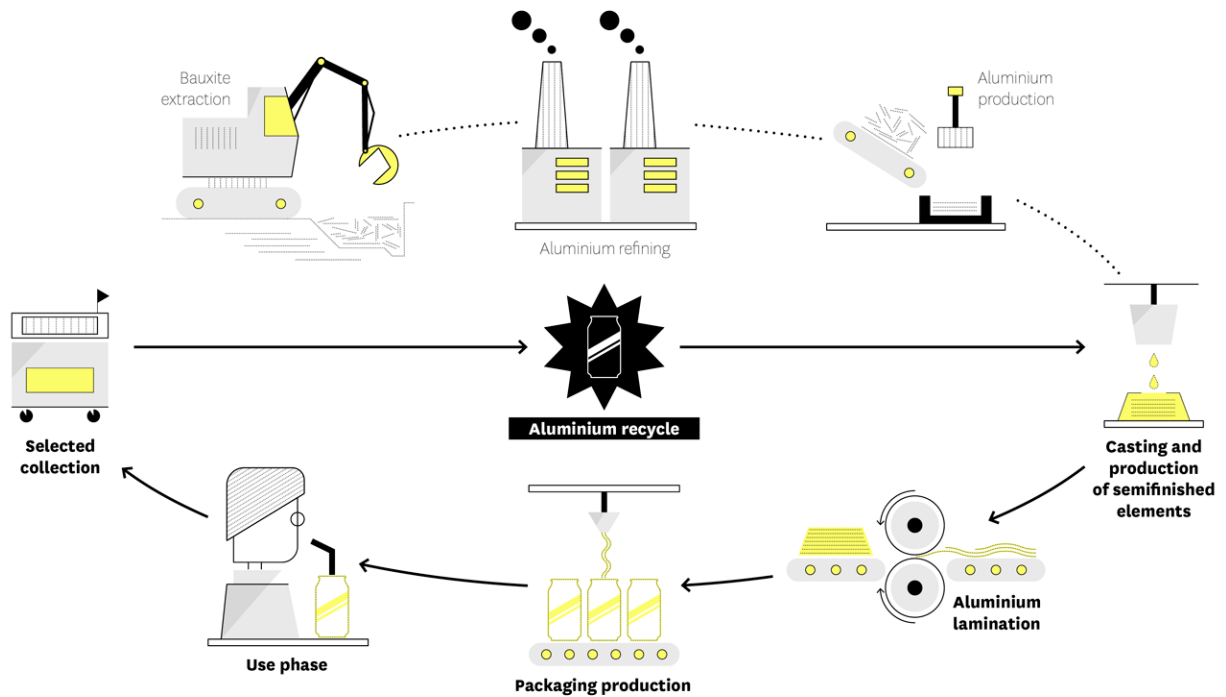 Bauxite
extraction
Aluminium refining
Aluminium
production
Selected
collection
Aluminium recycle
Casting and
production
of semifinished
elements
Aluminium
lamination
Packaging production
Use phase